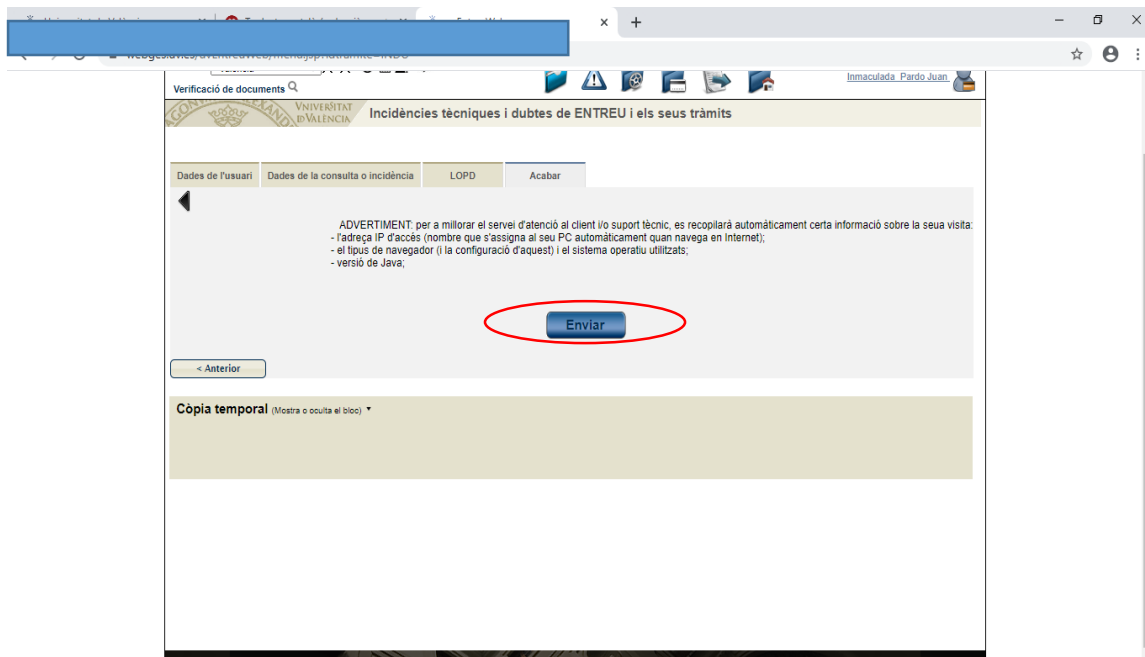 Verificació de documents
Inmaculada Pardo Juan
VNIVERSITAT
D VALÈNCIA
Incidències tècniques i dubtes de ENTREU i els seus tràmits
Dades de l'usuari
Dades de la consulta o incidència
LOPD
Acabar
ADVERTIMENT: per a millorar el servei d'atenció al client i/o suport tècnic, es recopilarà automàticament certa informació sobre la seua visita:
- l'adreça IP d'accés (nombre que s'assigna al seu PC automàticament quan navega en Internet);
- el tipus de navegador (i la configuració d'aquest) i el sistema operatiu utilitzats;
- versió de Java;
Enviar
< Anterior
Còpia temporal (Mostra o oculta el bloc) ▾